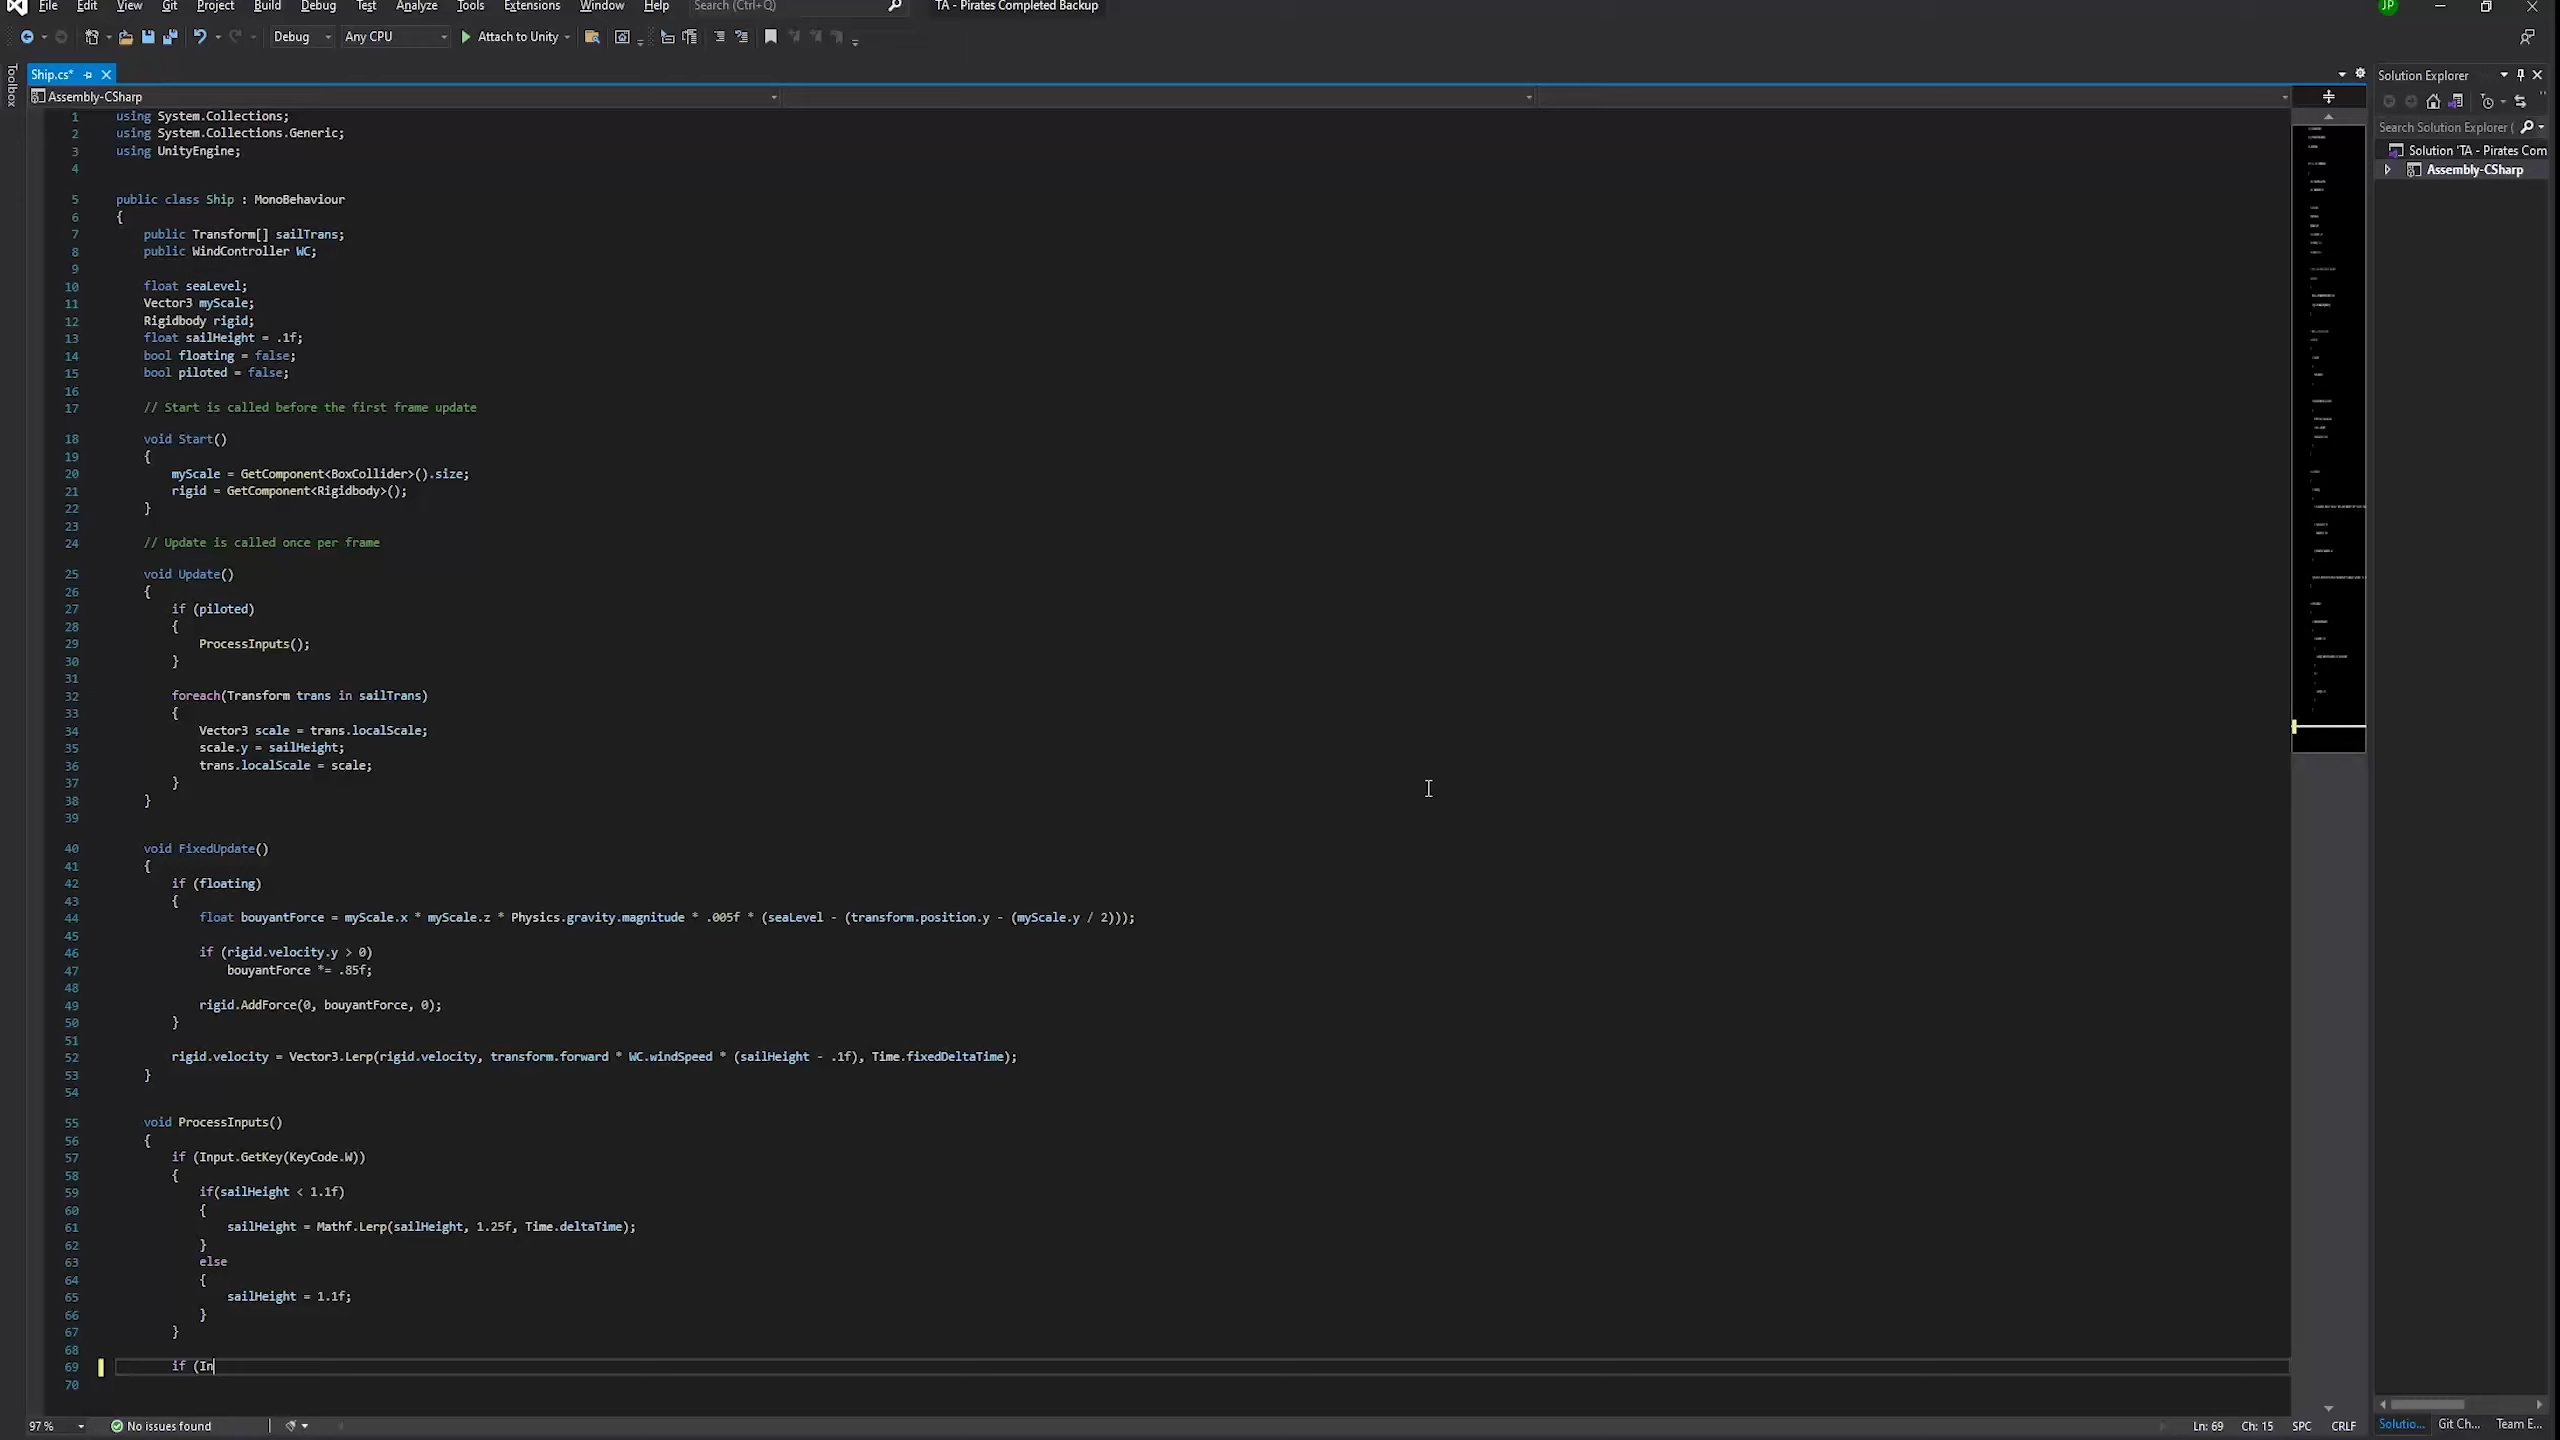 File Edit View Git Project Build Debug Test Analyze Tools Extensions Window Help Search (Ctrl+Q) TA - Pirates Completed Backup JP
Debug Any CPU Attach to Unity
Toolbox
Ship.cs*
Assembly-CSharp
1 using System.Collections;
2 using System.Collections.Generic;
3 using UnityEngine;
4
5 public class Ship : MonoBehaviour
6 {
7 public Transform[] sailTrans;
8 public WindController WC;
9
10 float seaLevel;
11 Vector3 myScale;
12 Rigidbody rigid;
13 float sailHeight = .1f;
14 bool floating = false;
15 bool piloted = false;
16
17 // Start is called before the first frame update
18 void Start()
19 {
20 myScale = GetComponent<BoxCollider>().size;
21 rigid = GetComponent<Rigidbody>();
22 }
23
24 // Update is called once per frame
25 void Update()
26 {
27 if (piloted)
28 {
29 ProcessInputs();
30 }
31
32 foreach(Transform trans in sailTrans)
33 {
34 Vector3 scale = trans.localScale;
35 scale.y = sailHeight;
36 trans.localScale = scale;
37 }
38 }
39
40 void FixedUpdate()
41 {
42 if (floating)
43 {
44 float bouyantForce = myScale.x * myScale.z * Physics.gravity.magnitude * .005f * (seaLevel - (transform.position.y - (myScale.y / 2)));
45
46 if (rigid.velocity.y > 0)
47 bouyantForce *= .85f;
48
49 rigid.AddForce(0, bouyantForce, 0);
50 }
51
52 rigid.velocity = Vector3.Lerp(rigid.velocity, transform.forward * WC.windSpeed * (sailHeight - .1f), Time.fixedDeltaTime);
53 }
54
55 void ProcessInputs()
56 {
57 if (Input.GetKey(KeyCode.W))
58 {
59 if(sailHeight < 1.1f)
60 {
61 sailHeight = Mathf.Lerp(sailHeight, 1.25f, Time.deltaTime);
62 }
63 else
64 {
65 sailHeight = 1.1f;
66 }
67 }
68
69 if (In
70
97 % No issues found Ln: 69 Ch: 15 SPC CRLF
Solution Explorer
Search Solution Explorer (
Solution 'TA - Pirates Com
Assembly-CSharp
Solutio... Git Ch... Team E...